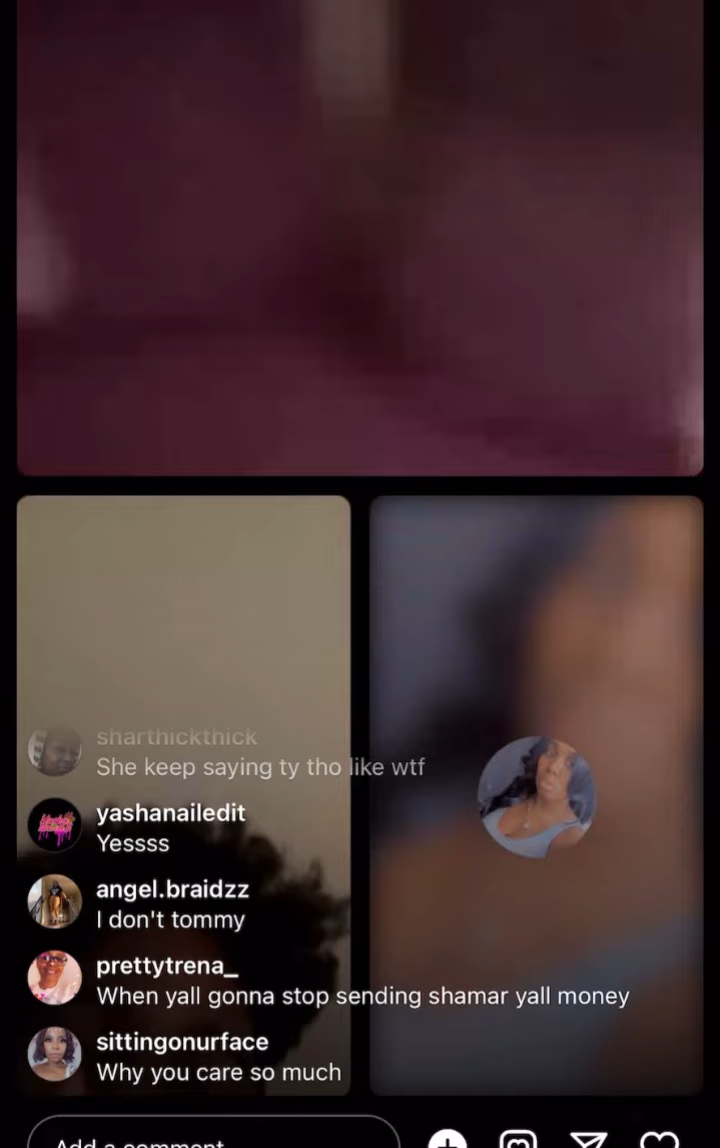 sharthickthick
She keep saying ty tho like wtf
yashanailedit
Yessss
angel.braidzz
I don't tommy
prettytrena_
When yall gonna stop sending shamar yall money
sittingonurface
Why you care so much
Add a comment